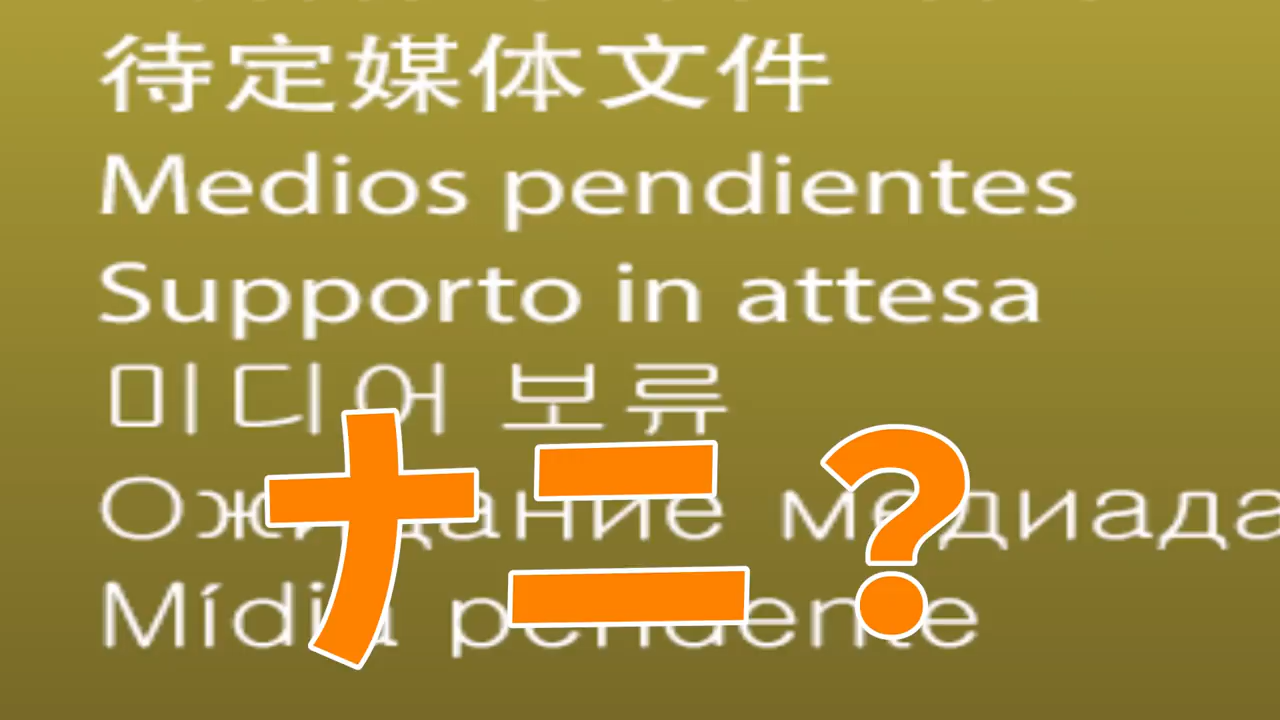 待定媒体文件
Medios pendientes
Supporto in attesa
미디어 보류
Ожидание медиада
Mídia pendente
ナニ?